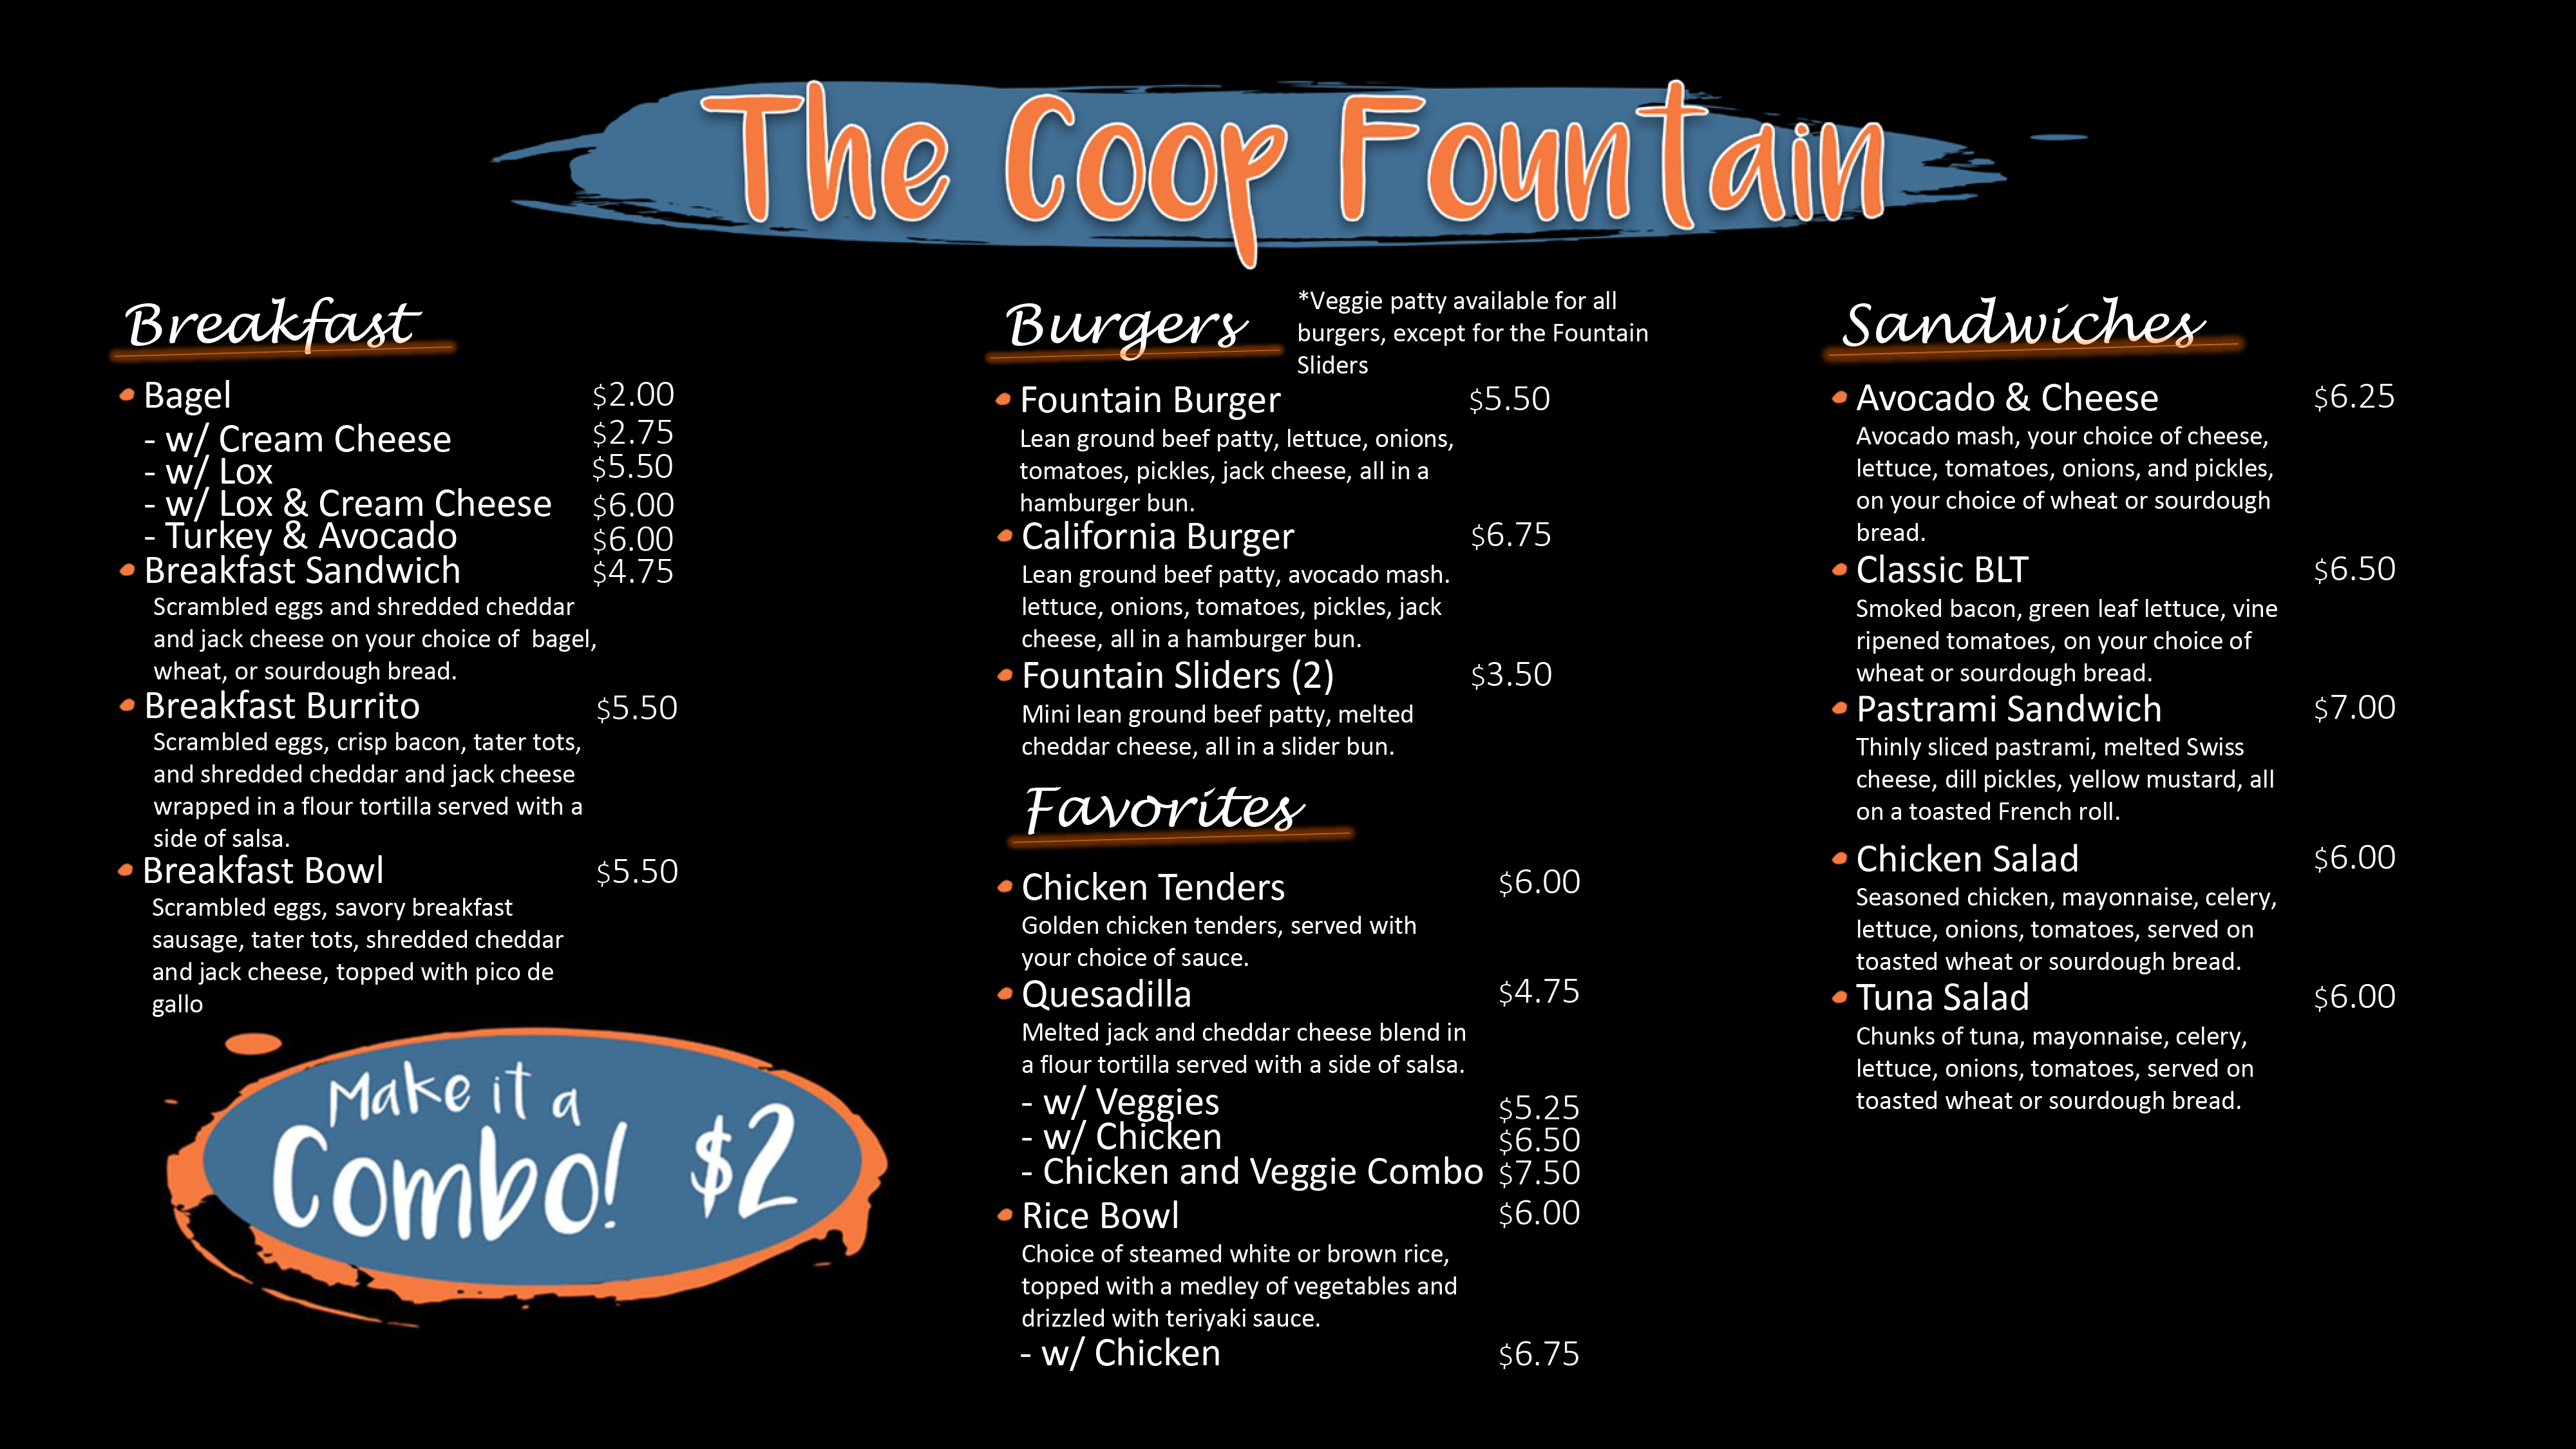 The Coop Fountain
Breakfast
Bagel $2.00
- w/ Cream Cheese $2.75
- w/ Lox $5.50
- w/ Lox & Cream Cheese $6.00
- Turkey & Avocado $6.00
Breakfast Sandwich $4.75
Scrambled eggs and shredded cheddar
and jack cheese on your choice of bagel,
wheat, or sourdough bread.
Breakfast Burrito $5.50
Scrambled eggs, crisp bacon, tater tots,
and shredded cheddar and jack cheese
wrapped in a flour tortilla served with a
side of salsa.
Breakfast Bowl $5.50
Scrambled eggs, savory breakfast
sausage, tater tots, shredded cheddar
and jack cheese, topped with pico de
gallo
Make it a
Combo! $2
Burgers
*Veggie patty available for all
burgers, except for the Fountain
Sliders
Fountain Burger $5.50
Lean ground beef patty, lettuce, onions,
tomatoes, pickles, jack cheese, all in a
hamburger bun.
California Burger $6.75
Lean ground beef patty, avocado mash.
lettuce, onions, tomatoes, pickles, jack
cheese, all in a hamburger bun.
Fountain Sliders (2) $3.50
Mini lean ground beef patty, melted
cheddar cheese, all in a slider bun.
Favorites
Chicken Tenders $6.00
Golden chicken tenders, served with
your choice of sauce.
Quesadilla $4.75
Melted jack and cheddar cheese blend in
a flour tortilla served with a side of salsa.
- w/ Veggies $5.25
- w/ Chicken $6.50
- Chicken and Veggie Combo $7.50
Rice Bowl $6.00
Choice of steamed white or brown rice,
topped with a medley of vegetables and
drizzled with teriyaki sauce.
- w/ Chicken $6.75
Sandwiches
Avocado & Cheese $6.25
Avocado mash, your choice of cheese,
lettuce, tomatoes, onions, and pickles,
on your choice of wheat or sourdough
bread.
Classic BLT $6.50
Smoked bacon, green leaf lettuce, vine
ripened tomatoes, on your choice of
wheat or sourdough bread.
Pastrami Sandwich $7.00
Thinly sliced pastrami, melted Swiss
cheese, dill pickles, yellow mustard, all
on a toasted French roll.
Chicken Salad $6.00
Seasoned chicken, mayonnaise, celery,
lettuce, onions, tomatoes, served on
toasted wheat or sourdough bread.
Tuna Salad $6.00
Chunks of tuna, mayonnaise, celery,
lettuce, onions, tomatoes, served on
toasted wheat or sourdough bread.